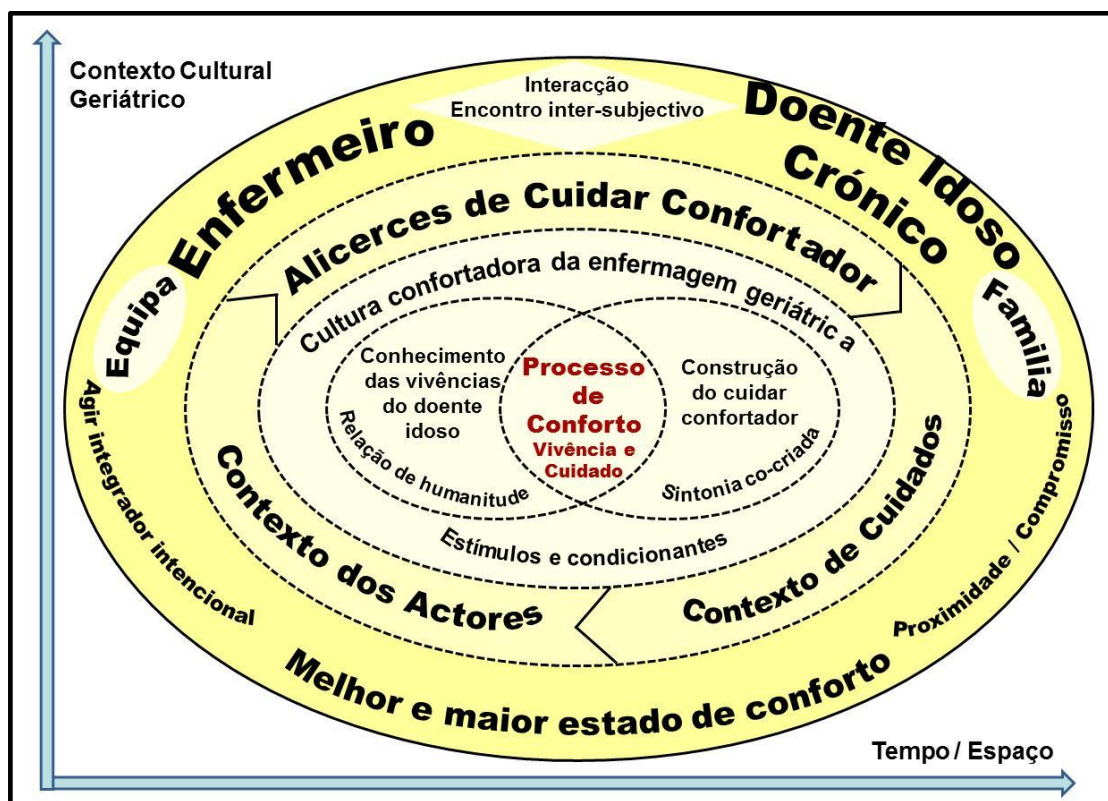 Contexto Cultural
Geriátrico
Interacção
Encontro inter-subjectivo
Enfermeiro
Doente Idoso
Crónico
Equipa
Familia
Alicerces de Cuidar Confortador
Cultura confortadora da enfermagem geriátric a
Conhecimento
das vivências
do doente
idoso
Relação de humanitude
Processo
de
Conforto
Vivência e
Cuidado
Construção
do cuidar
confortador
Sintonia co-criada
Estímulos e condicionantes
Contexto dos Actores
Contexto de Cuidados
Agir integrador intencional
Proximidade / Compromisso
Melhor e maior estado de conforto
Tempo / Espaço